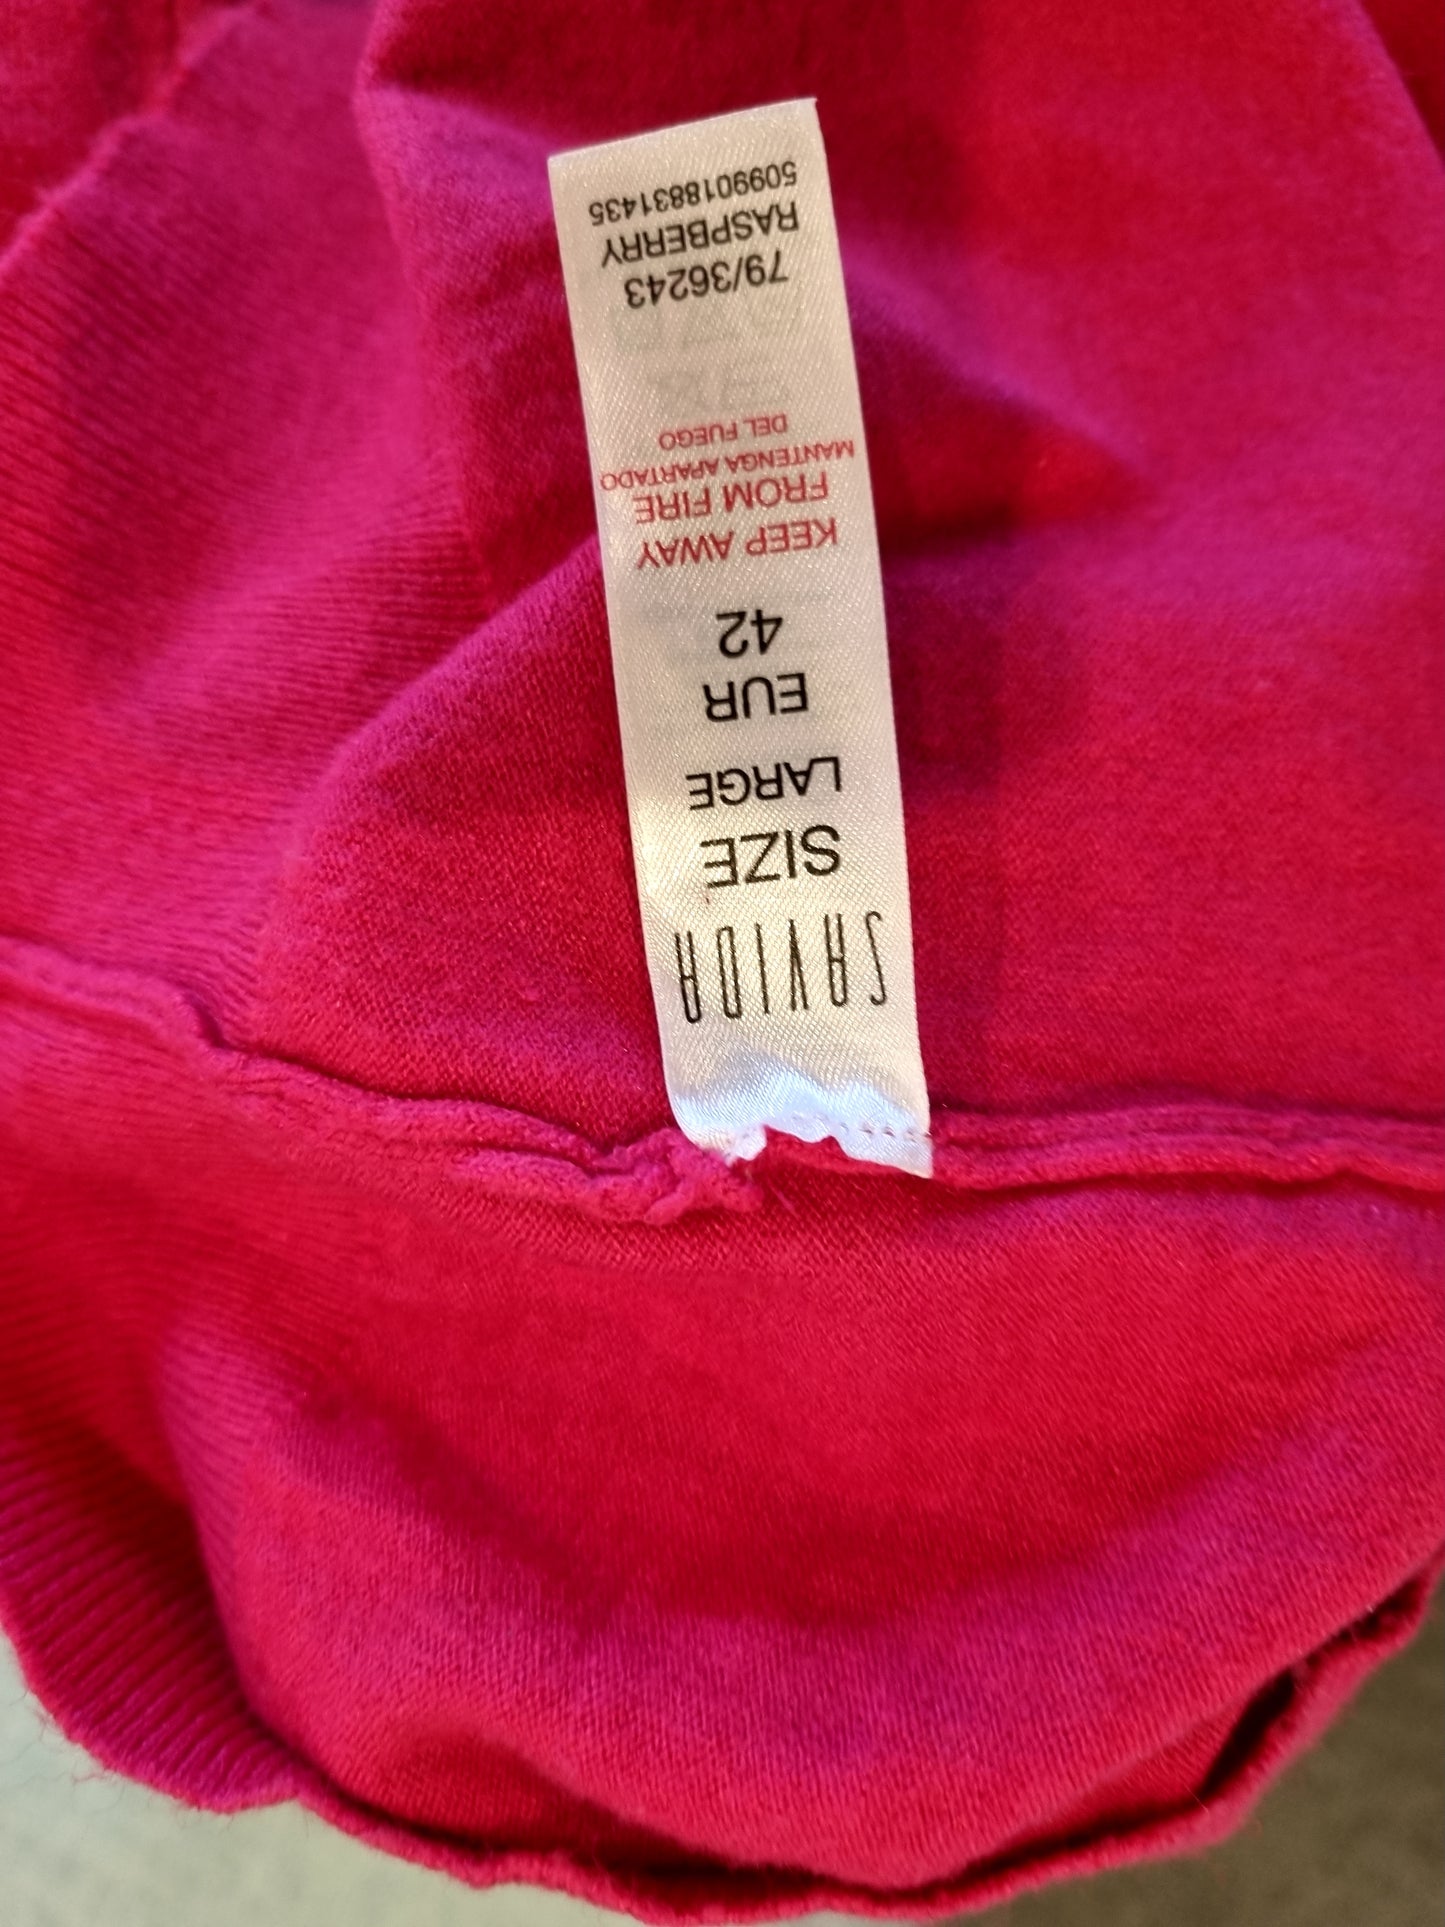 SAVIDA
SIZE
LARGE
EUR
42
KEEP AWAY
FROM FIRE
MANTENGA APARTADO
DEL FUEGO
79/36243
RASPBERRY
5099018831435